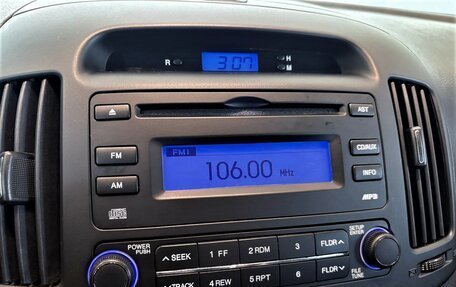 R 3:07 H
M
AST
FM1
106.00 MHz
FM
CD/AUX
AM
INFO
MP3
POWER
PUSH
SETUP
ENTER
SEEK 1 FF 2 RDM 3 FLDR
TRACK 4 REW 5 RPT 6 FLDR
FILE
TUNE